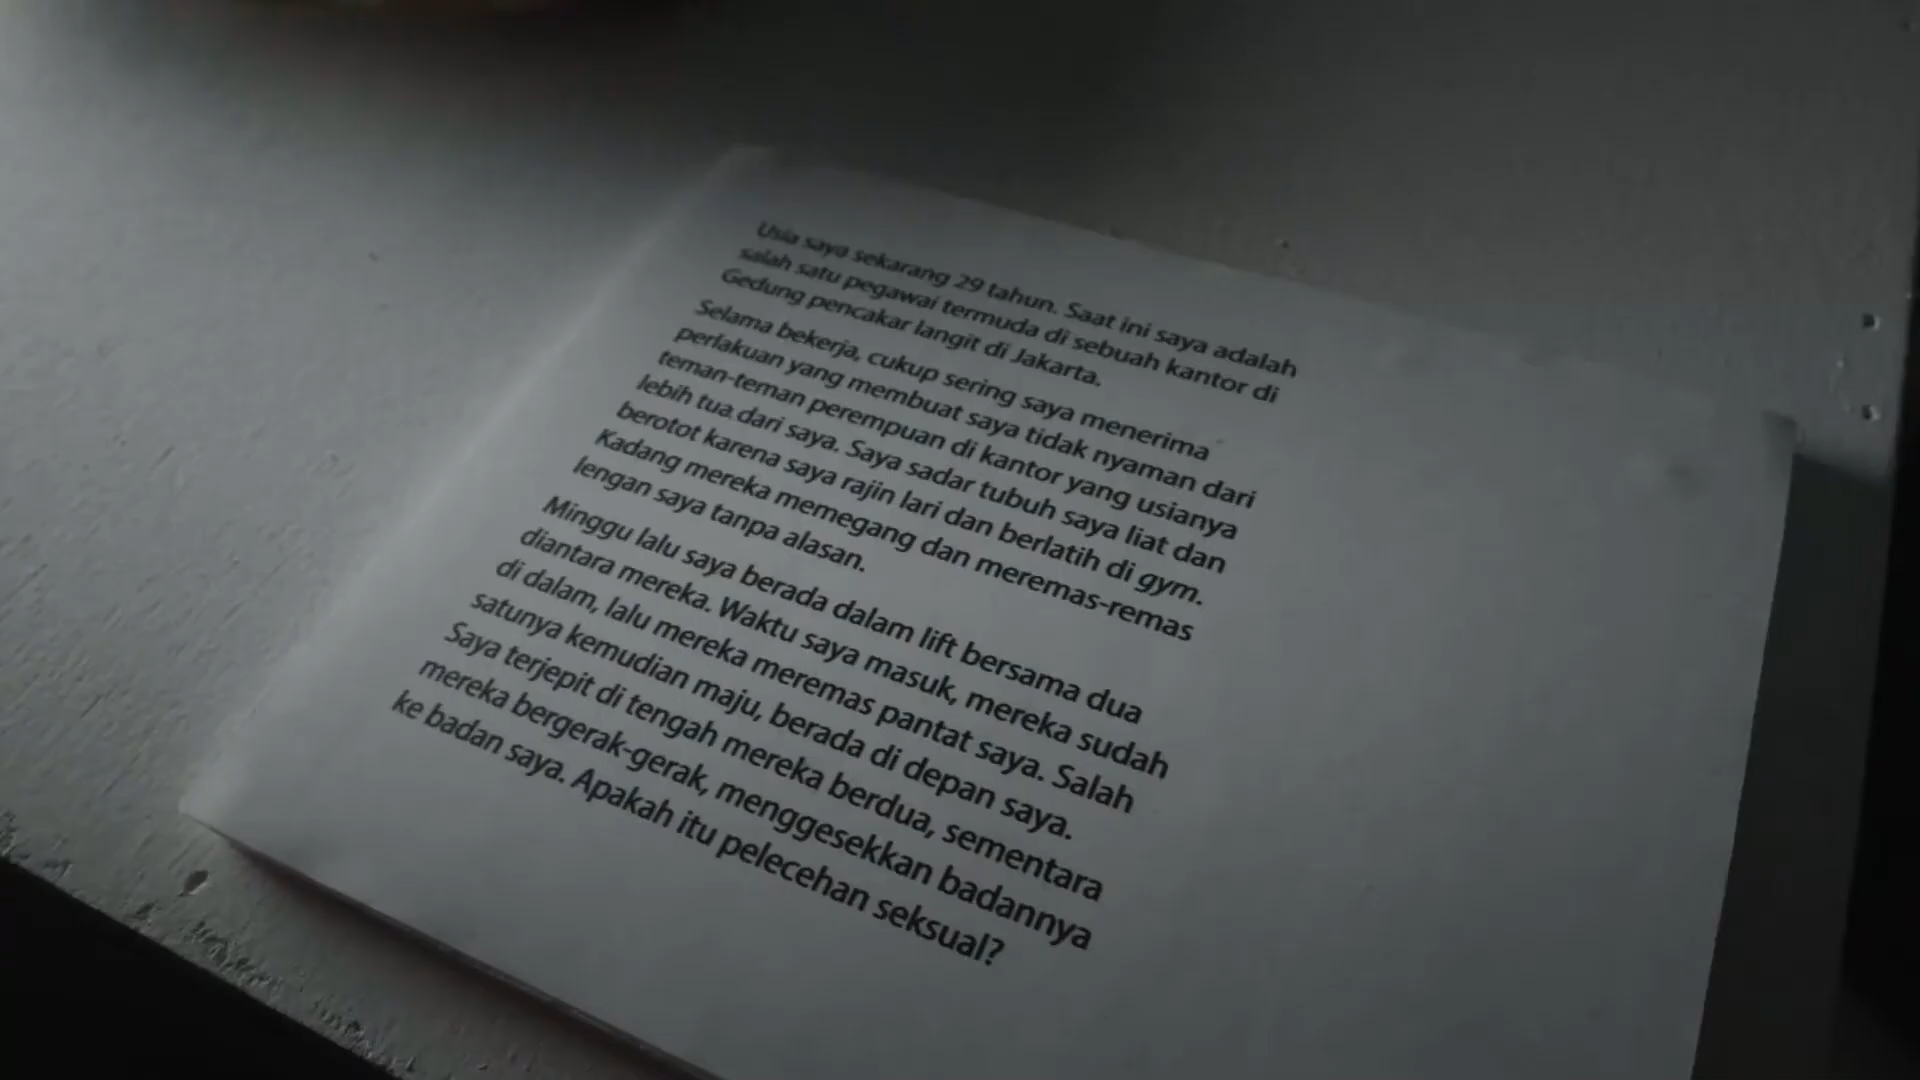 Usia saya sekarang 29 tahun. Saat ini saya adalah
salah satu pegawai termuda di sebuah kantor di
Gedung pencakar langit di Jakarta.
Selama bekerja, cukup sering saya menerima
perlakuan yang membuat saya tidak nyaman dari
teman-teman perempuan di kantor yang usianya
lebih tua dari saya. Saya sadar tubuh saya liat dan
berotot karena saya rajin lari dan berlatih di gym.
Kadang mereka memegang dan meremas-remas
lengan saya tanpa alasan.
Minggu lalu saya berada dalam lift bersama dua
diantara mereka. Waktu saya masuk, mereka sudah
di dalam, lalu mereka meremas pantat saya. Salah
satunya kemudian maju, berada di depan saya.
Saya terjepit di tengah mereka berdua, sementara
mereka bergerak-gerak, menggesekkan badannya
ke badan saya. Apakah itu pelecehan seksual?